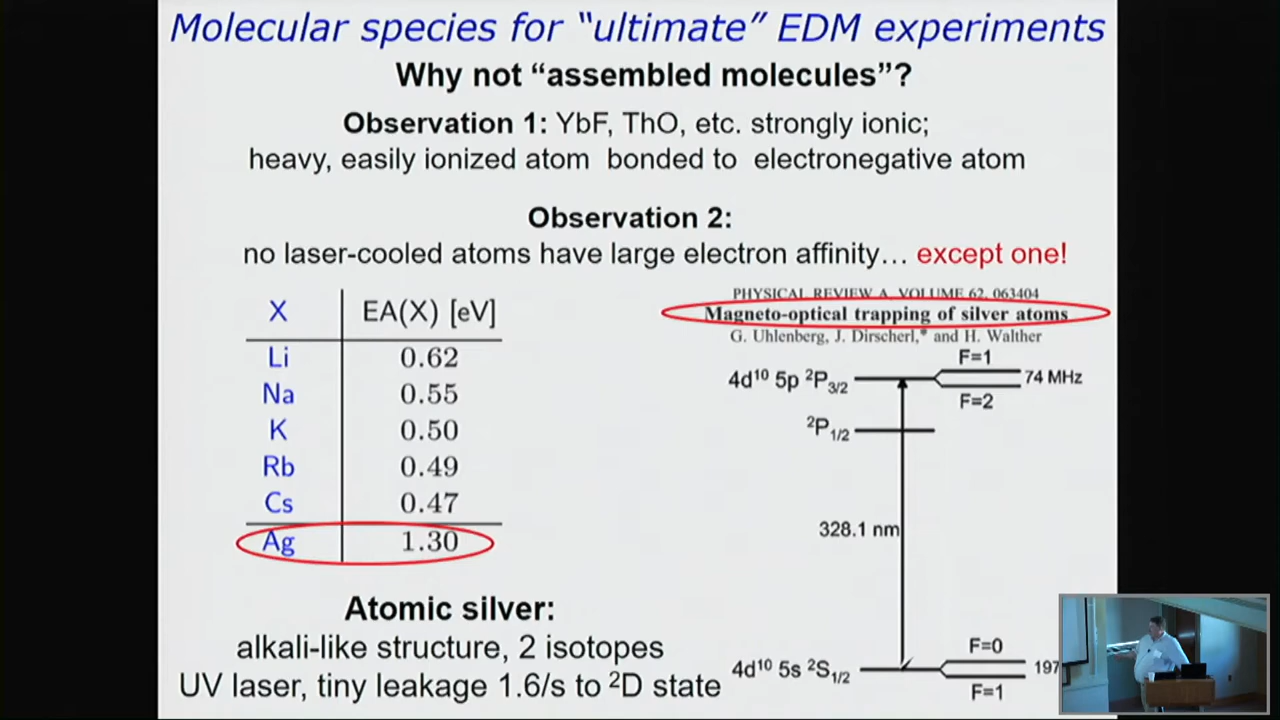 Molecular species for “ultimate” EDM experiments
Why not “assembled molecules”?
Observation 1: YbF, ThO, etc. strongly ionic;
heavy, easily ionized atom bonded to electronegative atom
Observation 2:
no laser-cooled atoms have large electron affinity… except one!
X EA(X) [eV]
Li 0.62
Na 0.55
K 0.50
Rb 0.49
Cs 0.47
Ag 1.30
Atomic silver:
alkali-like structure, 2 isotopes
UV laser, tiny leakage 1.6/s to ²D state
PHYSICAL REVIEW A, VOLUME 62, 063404
Magneto-optical trapping of silver atoms
G. Uhlenberg, J. Dirscherl,* and H. Walther
F=1
4d¹⁰ 5p ²P₃/₂ 74 MHz
F=2
²P₁/₂
328.1 nm
F=0
4d¹⁰ 5s ²S₁/₂ 197
F=1